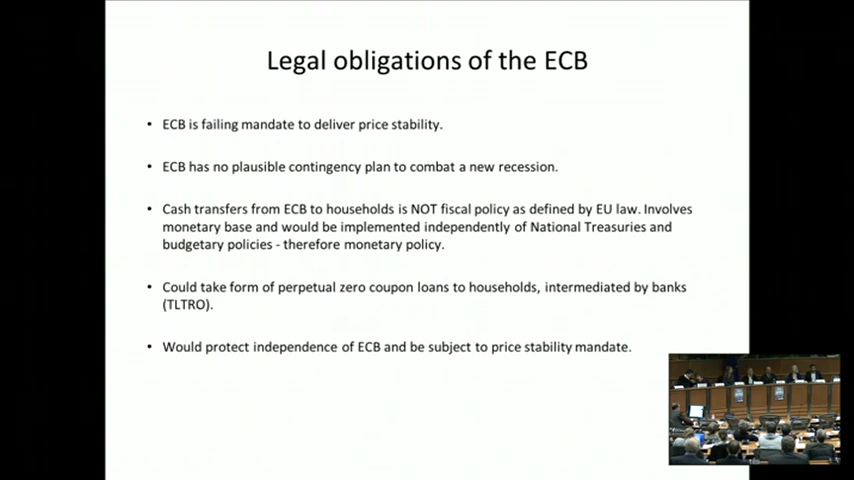 Legal obligations of the ECB
• ECB is failing mandate to deliver price stability.
• ECB has no plausible contingency plan to combat a new recession.
• Cash transfers from ECB to households is NOT fiscal policy as defined by EU law. Involves
monetary base and would be implemented independently of National Treasuries and
budgetary policies - therefore monetary policy.
• Could take form of perpetual zero coupon loans to households, intermediated by banks
(TLTRO).
• Would protect independence of ECB and be subject to price stability mandate.